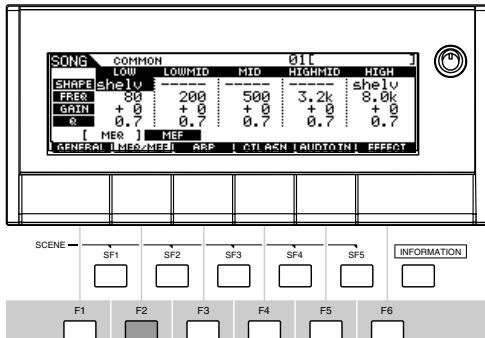 SONG COMMON 01[ ]
LOW LOWMID MID HIGHMID HIGH
SHAPE shelv ---- ---- ---- shelv
FREQ 80 200 500 3.2k 8.0k
GAIN + 0 + 0 + 0 + 0 + 0
Q 0.7 0.7 0.7 0.7 0.7
[ MEQ ] MEF
GENERAL MEQ/MEF ARP CTL ASN AUDIO IN EFFECT
SCENE SF1 SF2 SF3 SF4 SF5 INFORMATION
F1 F2 F3 F4 F5 F6